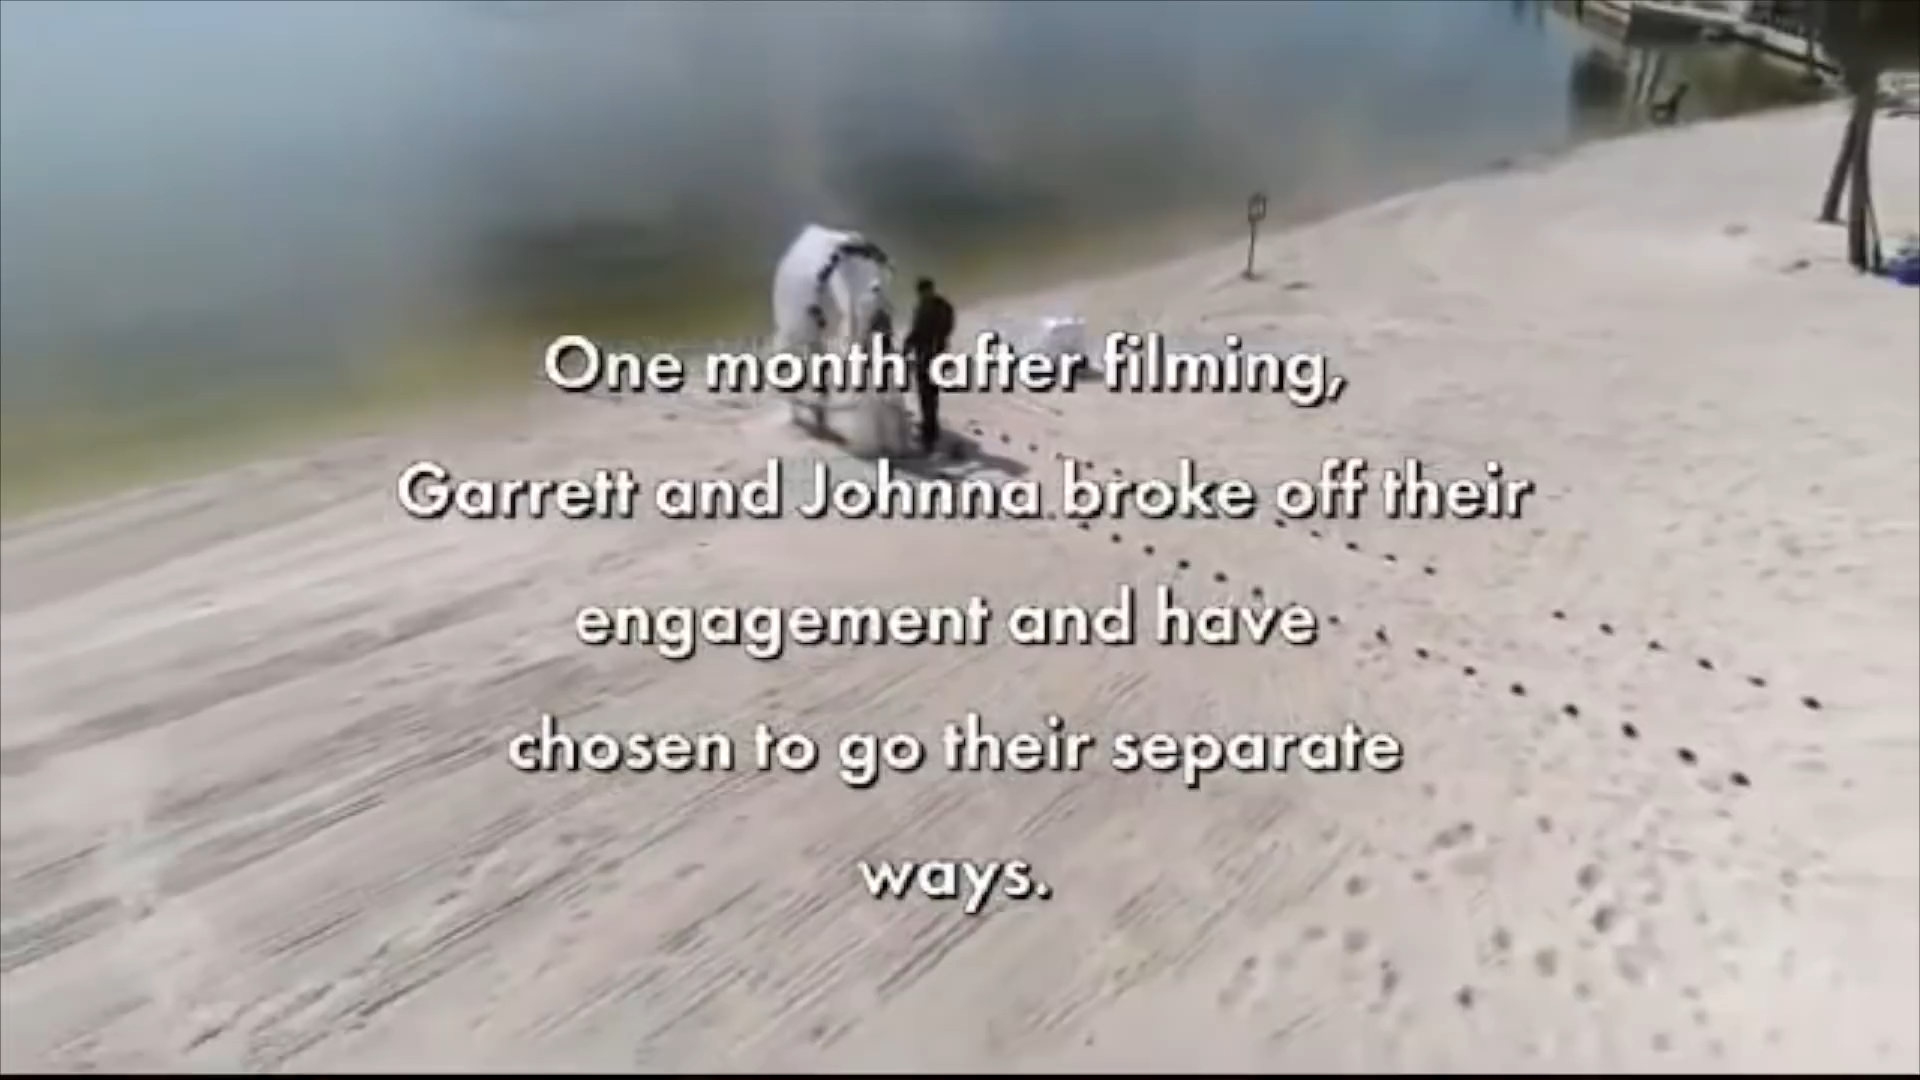 One month after filming,
Garrett and Johnna broke off their
engagement and have
chosen to go their separate
ways.